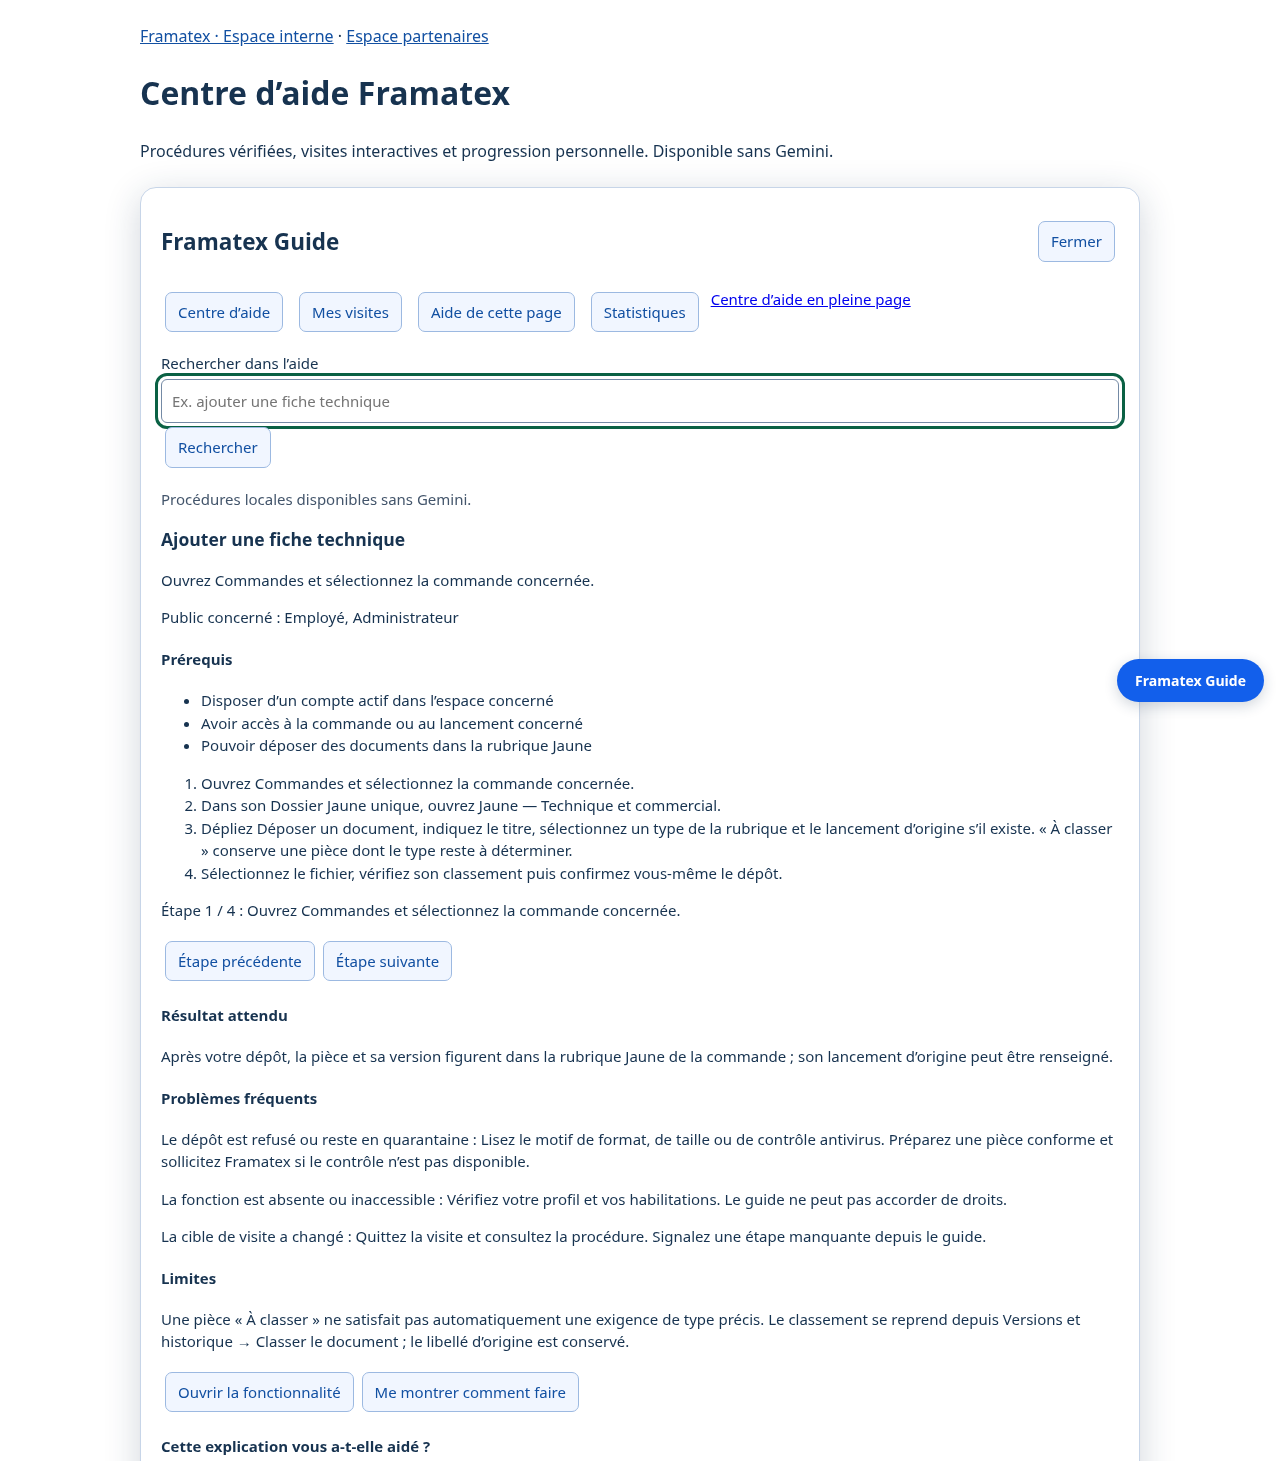 Framatex · Espace interne · Espace partenaires
Centre d’aide Framatex
Procédures vérifiées, visites interactives et progression personnelle. Disponible sans Gemini.
Framatex Guide
Fermer
Centre d’aide
Mes visites
Aide de cette page
Statistiques
Centre d’aide en pleine page
Rechercher dans l’aide
Ex. ajouter une fiche technique
Rechercher
Procédures locales disponibles sans Gemini.
Ajouter une fiche technique
Ouvrez Commandes et sélectionnez la commande concernée.
Public concerné : Employé, Administrateur
Prérequis
• Disposer d’un compte actif dans l’espace concerné
• Avoir accès à la commande ou au lancement concerné
• Pouvoir déposer des documents dans la rubrique Jaune
Framatex Guide
1. Ouvrez Commandes et sélectionnez la commande concernée.
2. Dans son Dossier Jaune unique, ouvrez Jaune — Technique et commercial.
3. Dépliez Déposer un document, indiquez le titre, sélectionnez un type de la rubrique et le lancement d’origine s’il existe. « À classer
» conserve une pièce dont le type reste à déterminer.
4. Sélectionnez le fichier, vérifiez son classement puis confirmez vous-même le dépôt.
Étape 1 / 4 : Ouvrez Commandes et sélectionnez la commande concernée.
Étape précédente
Étape suivante
Résultat attendu
Après votre dépôt, la pièce et sa version figurent dans la rubrique Jaune de la commande ; son lancement d’origine peut être renseigné.
Problèmes fréquents
Le dépôt est refusé ou reste en quarantaine : Lisez le motif de format, de taille ou de contrôle antivirus. Préparez une pièce conforme et
sollicitez Framatex si le contrôle n’est pas disponible.
La fonction est absente ou inaccessible : Vérifiez votre profil et vos habilitations. Le guide ne peut pas accorder de droits.
La cible de visite a changé : Quittez la visite et consultez la procédure. Signalez une étape manquante depuis le guide.
Limites
Une pièce « À classer » ne satisfait pas automatiquement une exigence de type précis. Le classement se reprend depuis Versions et
historique → Classer le document ; le libellé d’origine est conservé.
Ouvrir la fonctionnalité
Me montrer comment faire
Cette explication vous a-t-elle aidé ?